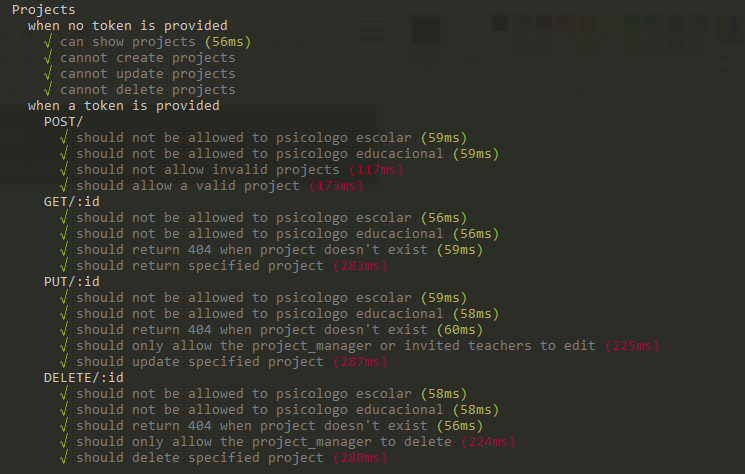 Projects
when no token is provided
√ can show projects (56ms)
√ cannot create projects
√ cannot update projects
√ cannot delete projects
when a token is provided
POST/
√ should not be allowed to psicologo escolar (59ms)
√ should not be allowed to psicologo educacional (59ms)
√ should not allow invalid projects (117ms)
√ should allow a valid project (173ms)
GET/:id
√ should not be allowed to psicologo escolar (56ms)
√ should not be allowed to psicologo educacional (56ms)
√ should return 404 when project doesn't exist (59ms)
√ should return specified project (283ms)
PUT/:id
√ should not be allowed to psicologo escolar (59ms)
√ should not be allowed to psicologo educacional (58ms)
√ should return 404 when project doesn't exist (60ms)
√ should only allow the project_manager or invited teachers to edit (225ms)
√ should update specified project (287ms)
DELETE/:id
√ should not be allowed to psicologo escolar (58ms)
√ should not be allowed to psicologo educacional (58ms)
√ should return 404 when project doesn't exist (56ms)
√ should only allow the project_manager to delete (224ms)
√ should delete specified project (280ms)